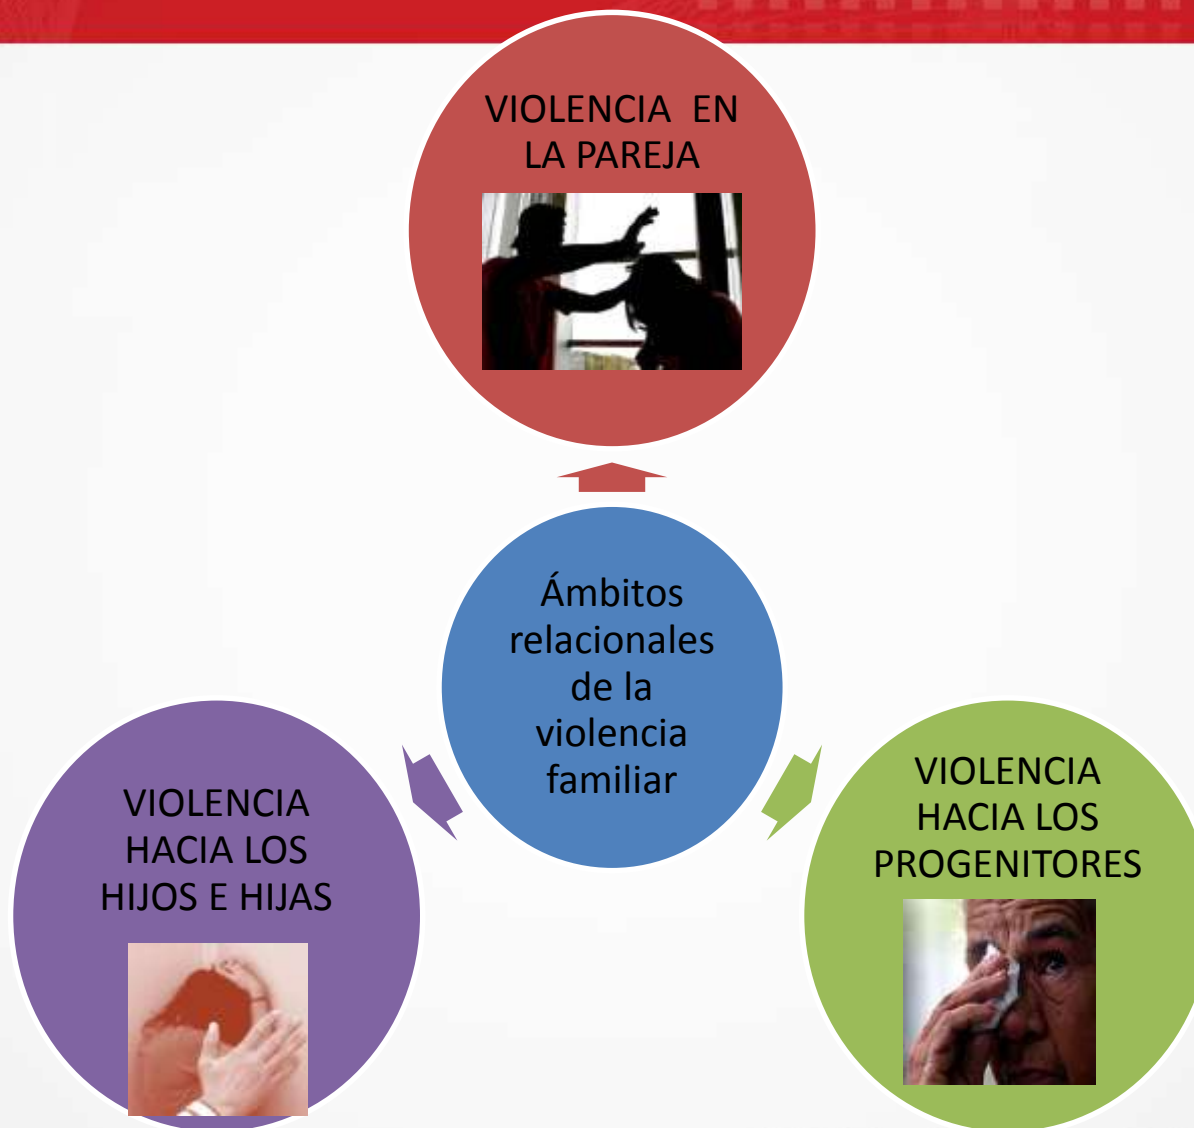 VIOLENCIA EN
LA PAREJA
Ámbitos
relacionales
de la
violencia
familiar
VIOLENCIA
HACIA LOS
HIJOS E HIJAS
VIOLENCIA
HACIA LOS
PROGENITORES